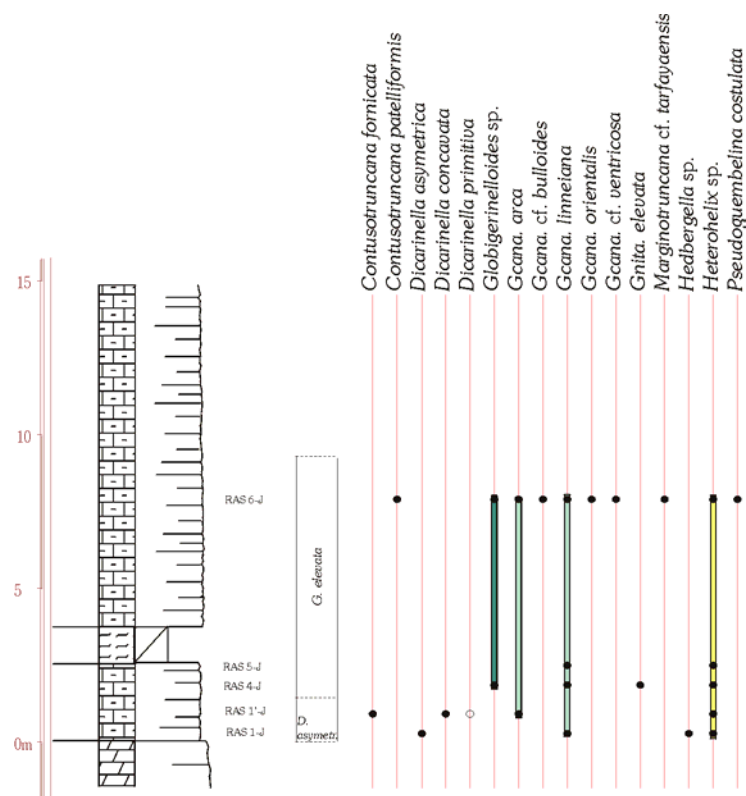 Contusotruncana fornicata
Contusotruncana patelliformis
Dicarinella asymetrica
Dicarinella concavata
Dicarinella primitiva
Globigerinelloides sp.
Gcana. arca
Gcana. cf. bulloides
Gcana. linneiana
Gcana. orientalis
Gcana. cf. ventricosa
Gnita. elevata
Marginotruncana cf. tarfayaensis
Hedbergella sp.
Heterohelix sp.
Pseudoguembelina costulata
15
10
RAS 6-J
G. elevata
5
RAS 5-J
RAS 4-J
RAS 1'-J
D.
asymetr.
RAS 1-J
0m